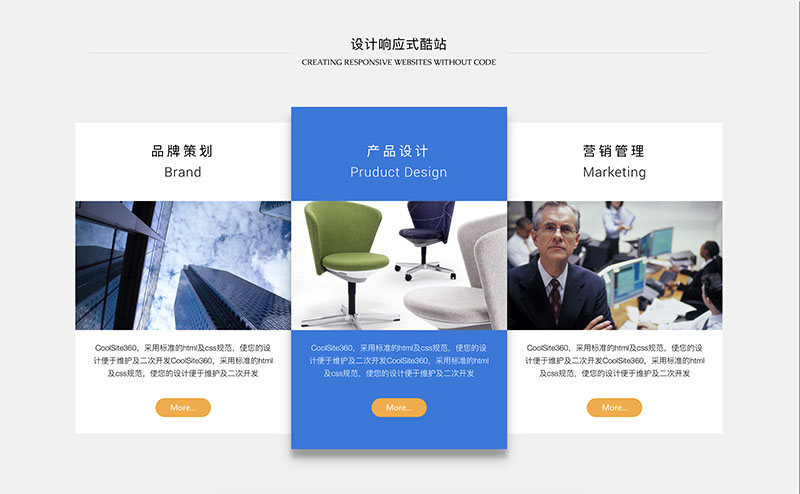 设计响应式酷站
CREATING RESPONSIVE WEBSITES WITHOUT CODE
品牌策划
Brand
CoolSite360，采用标准的html及css规范，使您的设
计便于维护及二次开发CoolSite360，采用标准的html
及css规范，使您的设计便于维护及二次开发
More...
产品设计
Pruduct Design
CoolSite360，采用标准的html及css规范，使您的设
计便于维护及二次开发CoolSite360，采用标准的html
及css规范，使您的设计便于维护及二次开发
More...
营销管理
Marketing
CoolSite360，采用标准的html及css规范，使您的设
计便于维护及二次开发CoolSite360，采用标准的html
及css规范，使您的设计便于维护及二次开发
More...